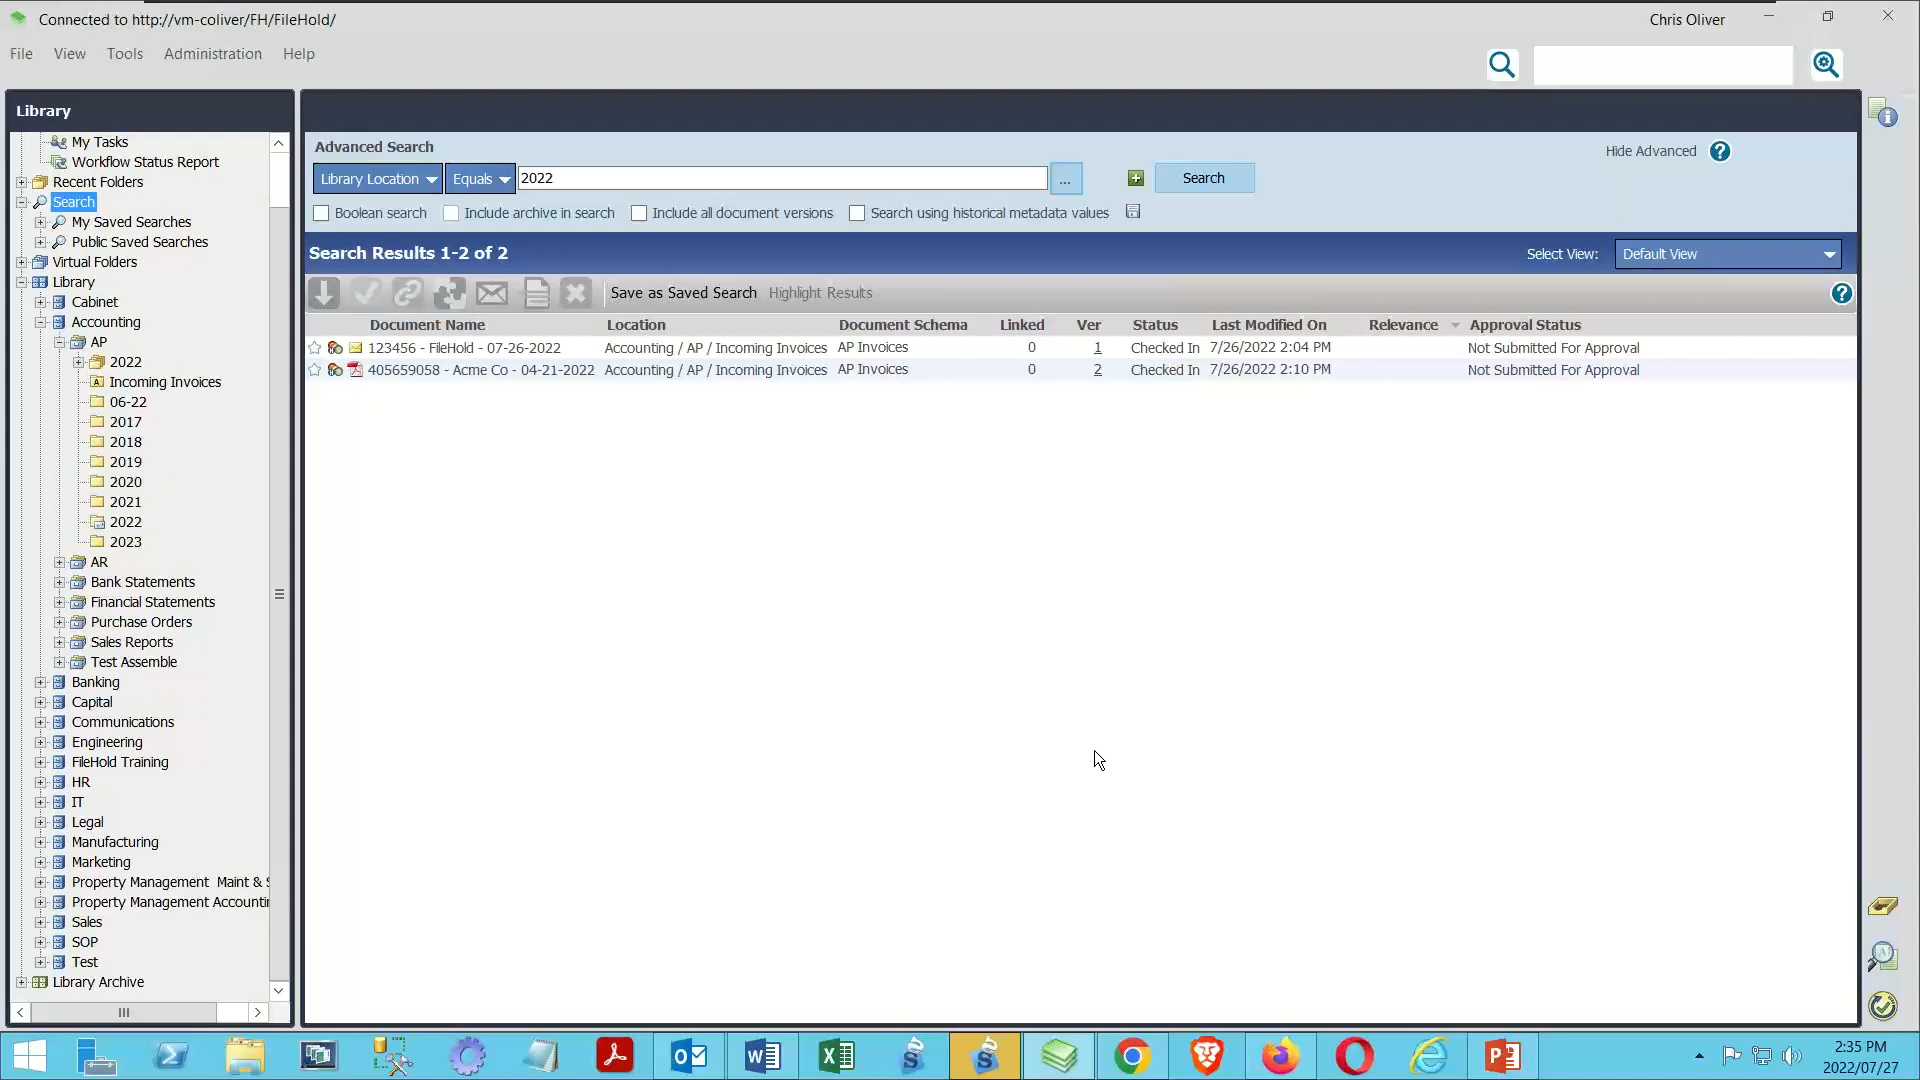 Connected to http://vm-coliver/FH/FileHold/
Chris Oliver
File View Tools Administration Help
Library
My Tasks
Workflow Status Report
Recent Folders
Search
My Saved Searches
Public Saved Searches
Virtual Folders
Library
Cabinet
Accounting
AP
2022
Incoming Invoices
06-22
2017
2018
2019
2020
2021
2022
2023
AR
Bank Statements
Financial Statements
Purchase Orders
Sales Reports
Test Assemble
Banking
Capital
Communications
Engineering
FileHold Training
HR
IT
Legal
Manufacturing
Marketing
Property Management Maint &
Property Management Accounti
Sales
SOP
Test
Library Archive
Advanced Search
Hide Advanced
Library Location Equals 2022 ... Search
Boolean search Include archive in search Include all document versions Search using historical metadata values
Search Results 1-2 of 2
Select View: Default View
Save as Saved Search Highlight Results
Document Name Location Document Schema Linked Ver Status Last Modified On Relevance Approval Status
123456 - FileHold - 07-26-2022 Accounting / AP / Incoming Invoices AP Invoices 0 1 Checked In 7/26/2022 2:04 PM Not Submitted For Approval
405659058 - Acme Co - 04-21-2022 Accounting / AP / Incoming Invoices AP Invoices 0 2 Checked In 7/26/2022 2:10 PM Not Submitted For Approval
2:35 PM
2022/07/27